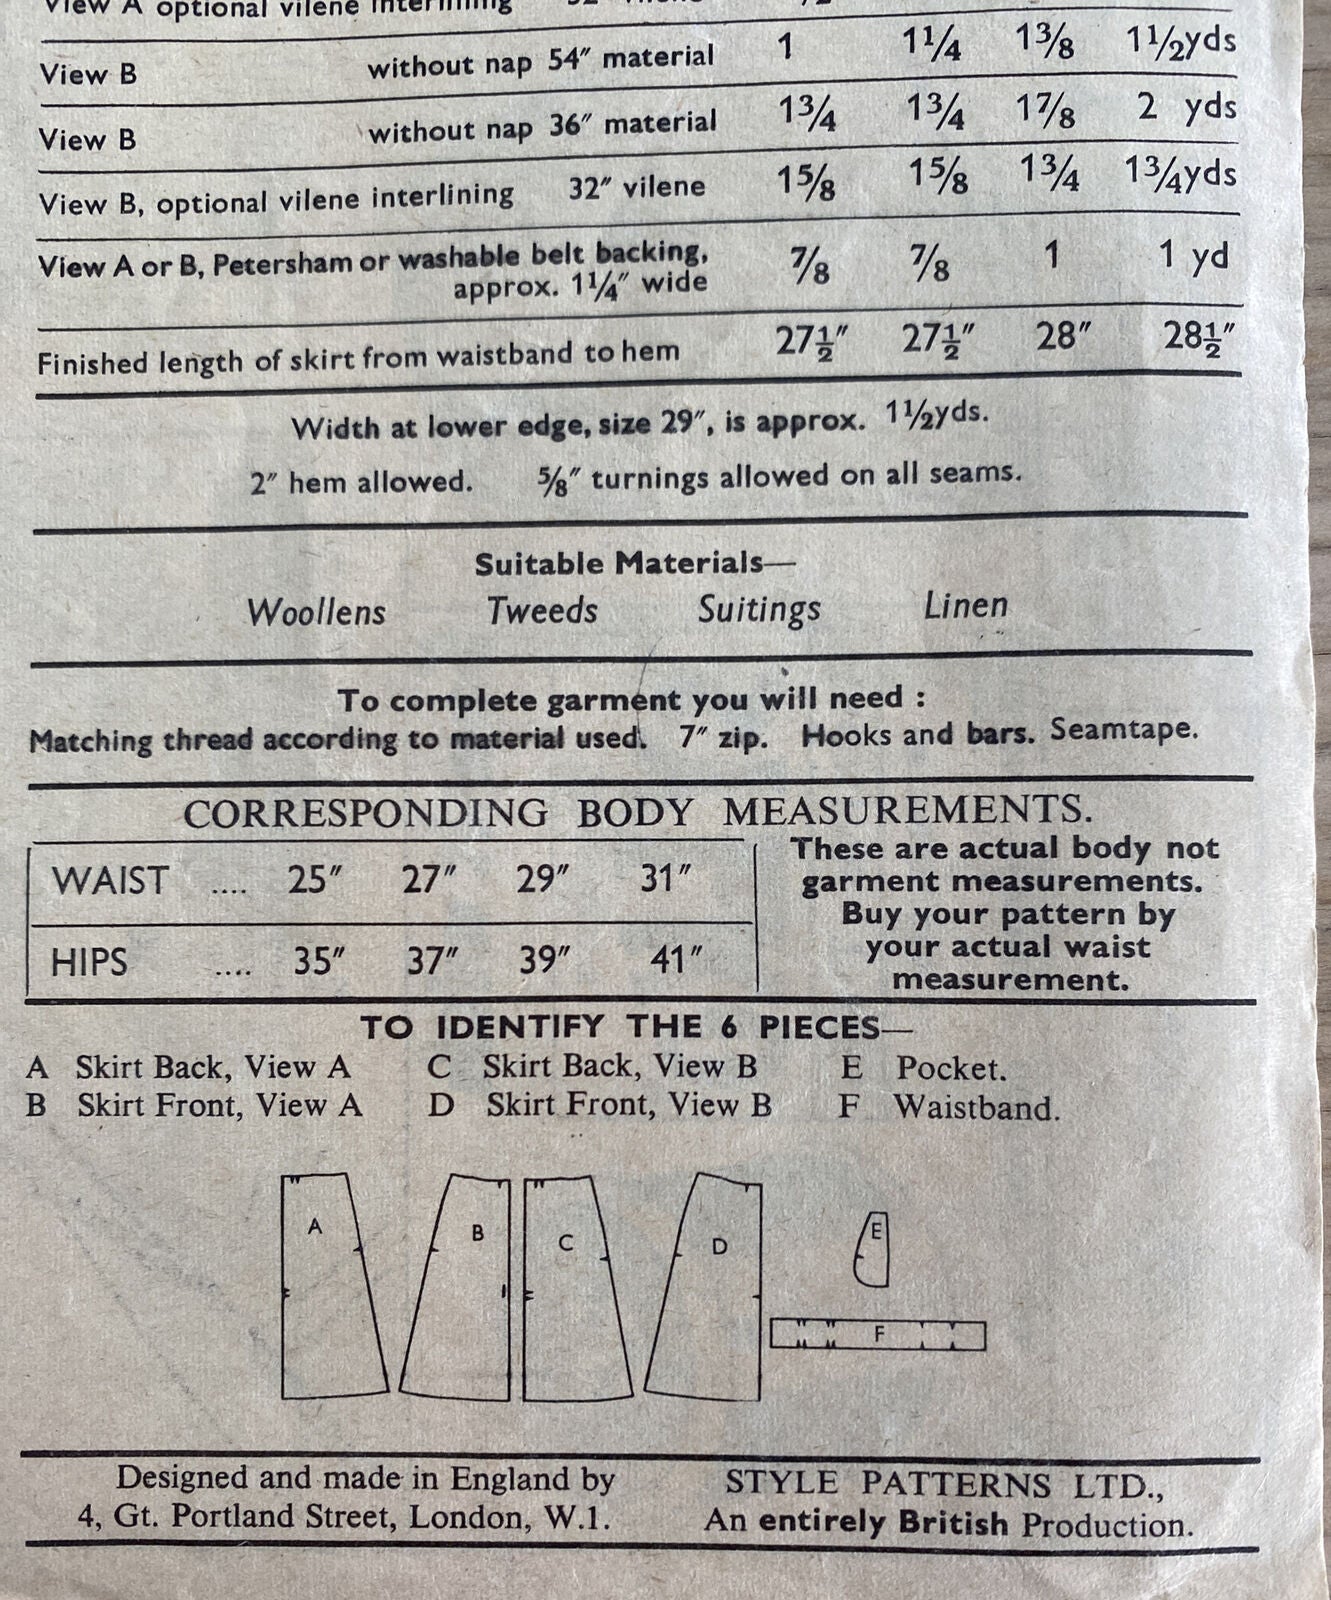 View A optional vilene interlining 32″ vilene
View B without nap 54″ material 1 1¼ 1⅜ 1½yds
View B without nap 36″ material 1¾ 1¾ 1⅞ 2 yds
View B, optional vilene interlining 32″ vilene 1⅝ 1⅝ 1¾ 1¾yds
View A or B, Petersham or washable belt backing,
approx. 1¼″ wide ⅞ ⅞ 1 1 yd
Finished length of skirt from waistband to hem 27½″ 27½″ 28″ 28½″
Width at lower edge, size 29″, is approx. 1½yds.
2″ hem allowed. ⅝″ turnings allowed on all seams.
Suitable Materials—
Woollens Tweeds Suitings Linen
To complete garment you will need :
Matching thread according to material used. 7″ zip. Hooks and bars. Seamtape.
CORRESPONDING BODY MEASUREMENTS.
WAIST .... 25″ 27″ 29″ 31″
HIPS .... 35″ 37″ 39″ 41″
These are actual body not
garment measurements.
Buy your pattern by
your actual waist
measurement.
TO IDENTIFY THE 6 PIECES—
A Skirt Back, View A C Skirt Back, View B E Pocket.
B Skirt Front, View A D Skirt Front, View B F Waistband.
A B C D E
F
Designed and made in England by STYLE PATTERNS LTD.,
4, Gt. Portland Street, London, W.1. An entirely British Production.